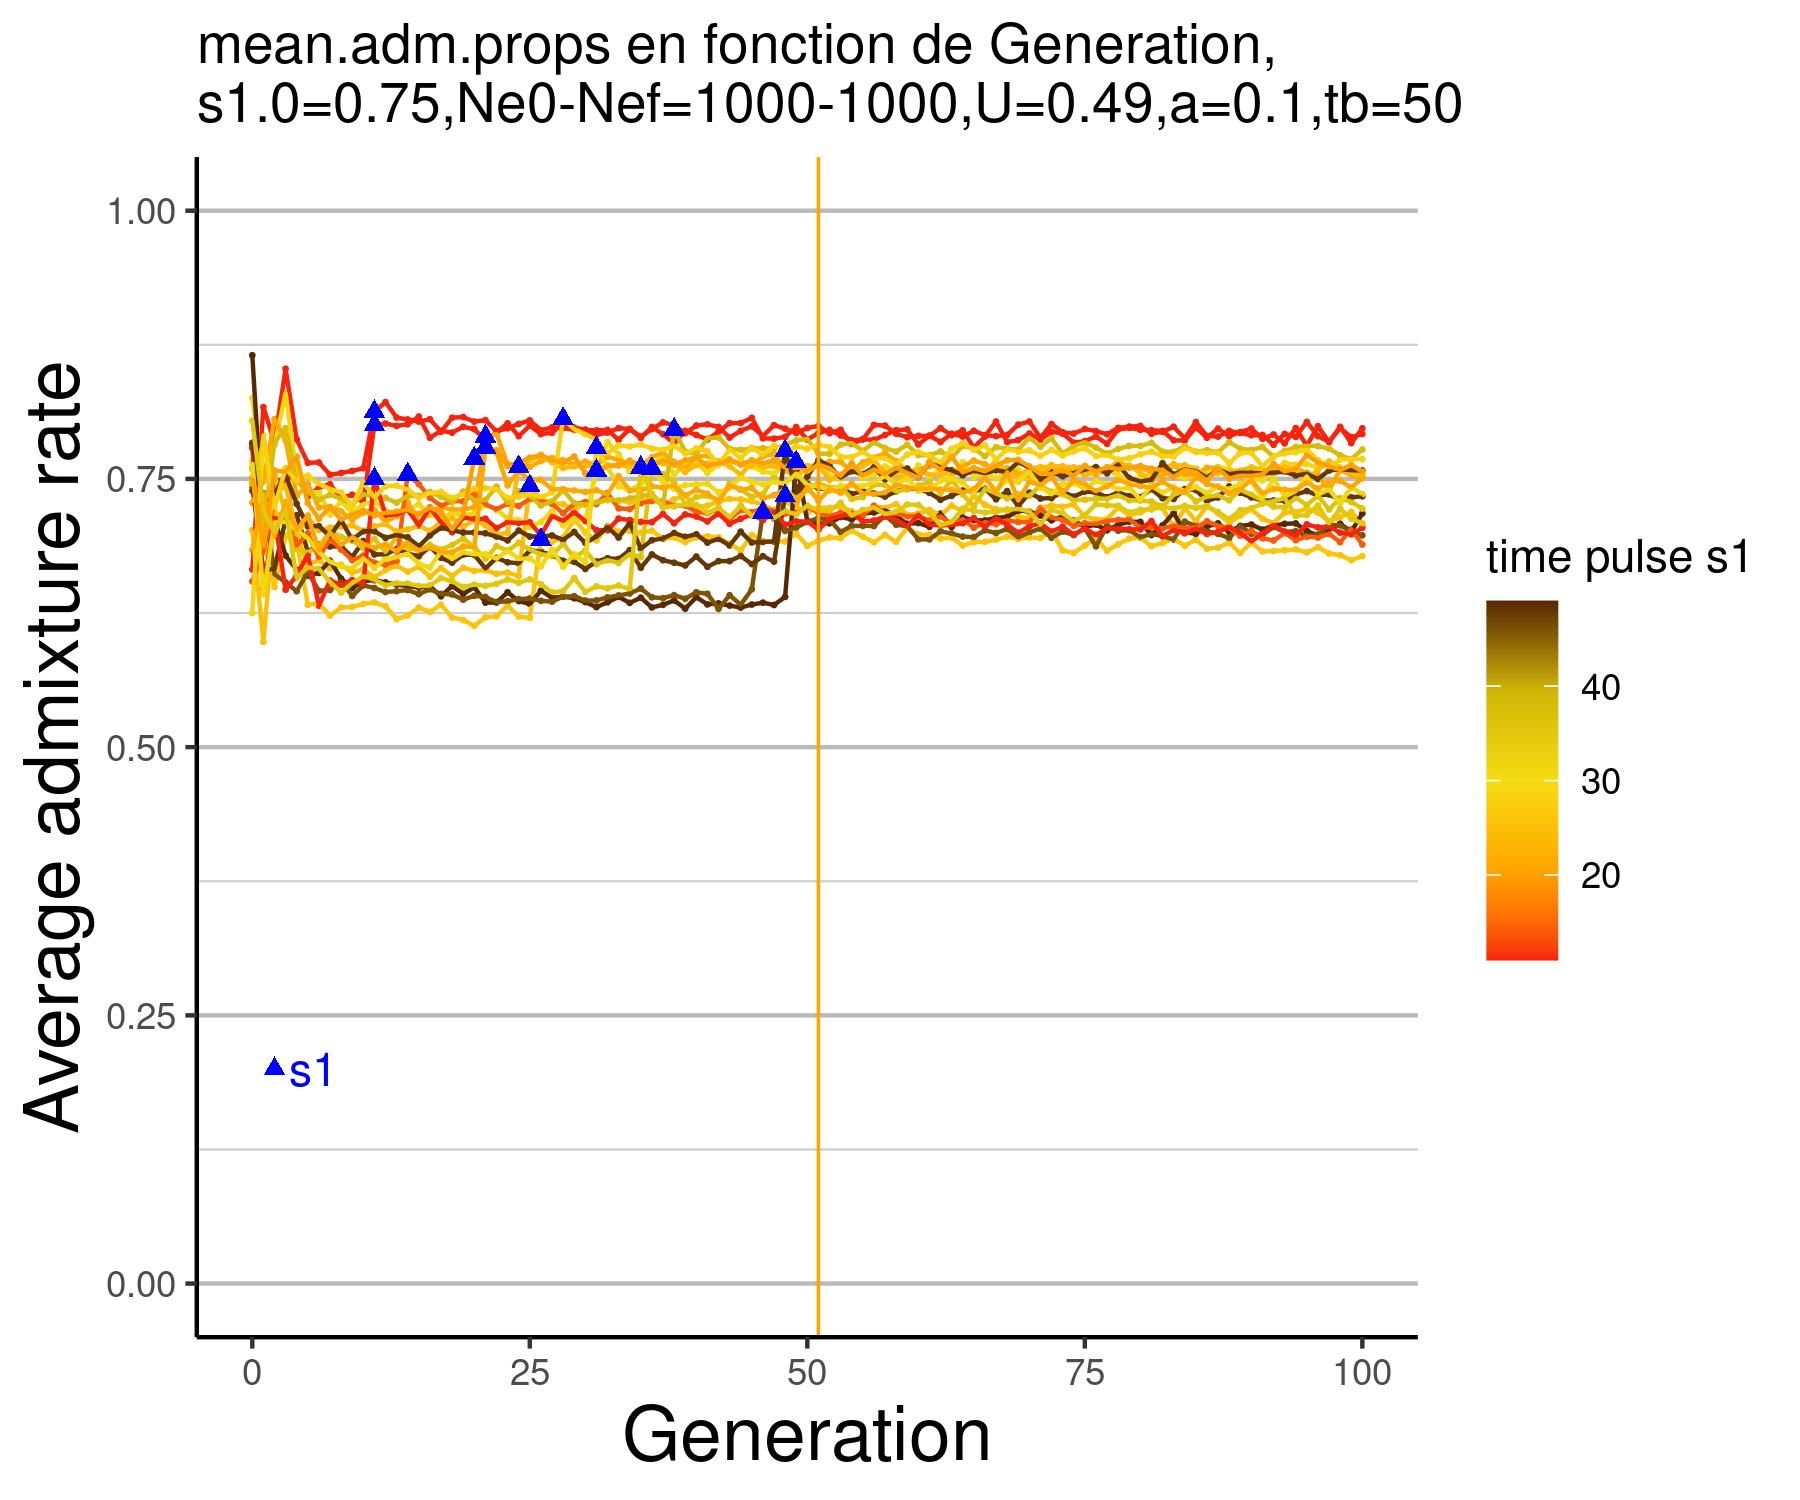 mean.adm.props en fonction de Generation,
s1.0=0.75,Ne0-Nef=1000-1000,U=0.49,a=0.1,tb=50
Average admixture rate
1.00
0.75
0.50
0.25
0.00
s1
0
25
50
75
100
Generation
time pulse s1
40
30
20